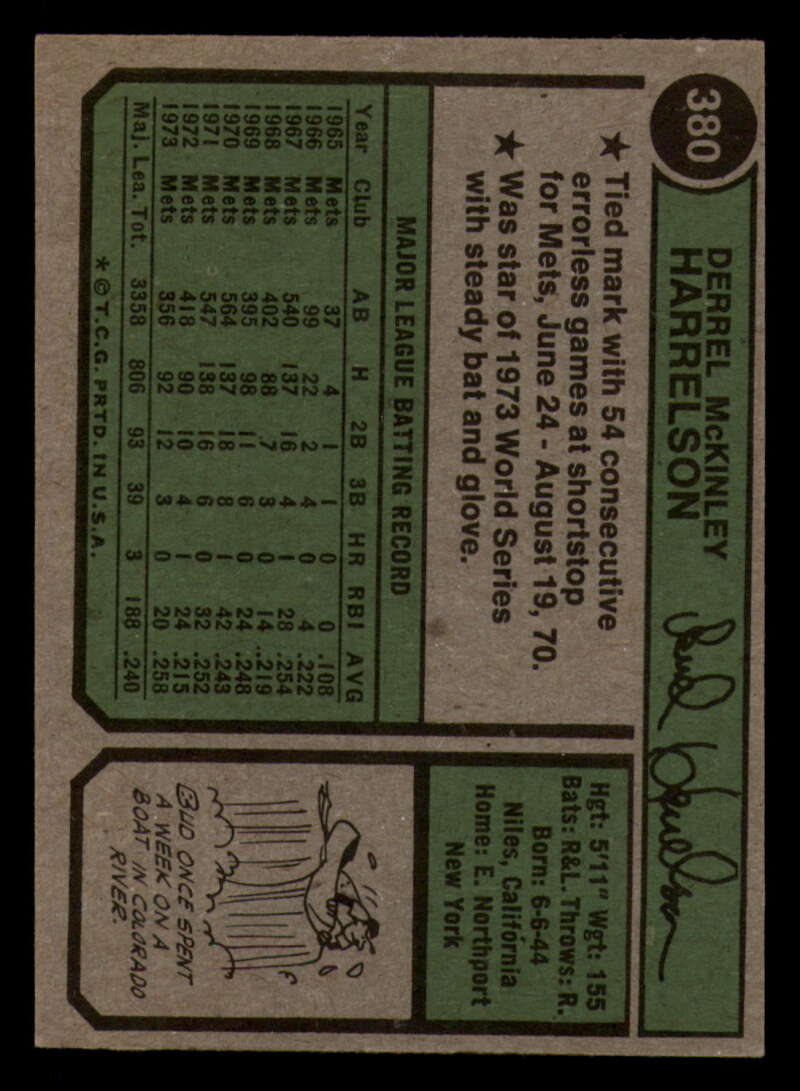 380
DERREL McKINLEY
HARRELSON
Derrel Harrelson
★ Tied mark with 54 consecutive
errorless games at shortstop
for Mets, June 24 - August 19, 70.
★ Was star of 1973 World Series
with steady bat and glove.
Hgt: 5'11" Wgt: 155
Bats: R&L. Throws: R.
Born: 6-6-44
Niles, California
Home: E. Northport
New York
MAJOR LEAGUE BATTING RECORD
Year Club AB H 2B 3B HR RBI AVG
1965 Mets 37 4 1 1 0 0 .108
1966 Mets 99 22 2 4 0 4 .222
1967 Mets 540 137 16 4 1 28 .254
1968 Mets 402 88 7 3 0 14 .219
1969 Mets 395 98 11 6 0 24 .248
1970 Mets 564 137 18 8 1 42 .243
1971 Mets 547 138 16 6 0 32 .252
1972 Mets 418 90 10 4 1 24 .215
1973 Mets 356 92 12 3 0 20 .258
Maj. Lea. Tot. 3358 806 93 39 3 188 .240
* © T.C.G. PRTD. IN U.S.A.
BUD ONCE SPENT
A WEEK ON A
BOAT IN COLORADO
RIVER.